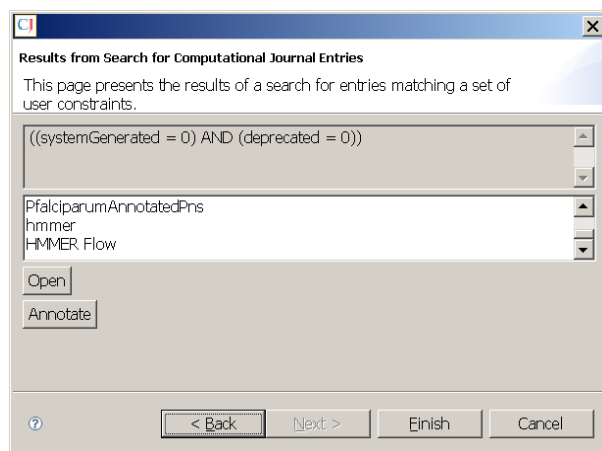 CJ
Results from Search for Computational Journal Entries
This page presents the results of a search for entries matching a set of
user constraints.
((systemGenerated = 0) AND (deprecated = 0))
PfalciparumAnnotatedPns
hmmer
HMMER Flow
Open
Annotate
? < Back Next > Finish Cancel